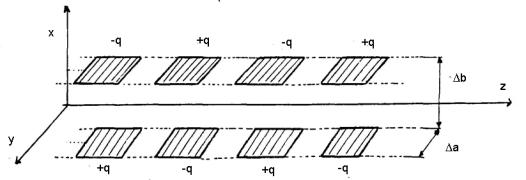 x
-q +q -q +q
Δb
z
y
Δa
+q -q +q -q